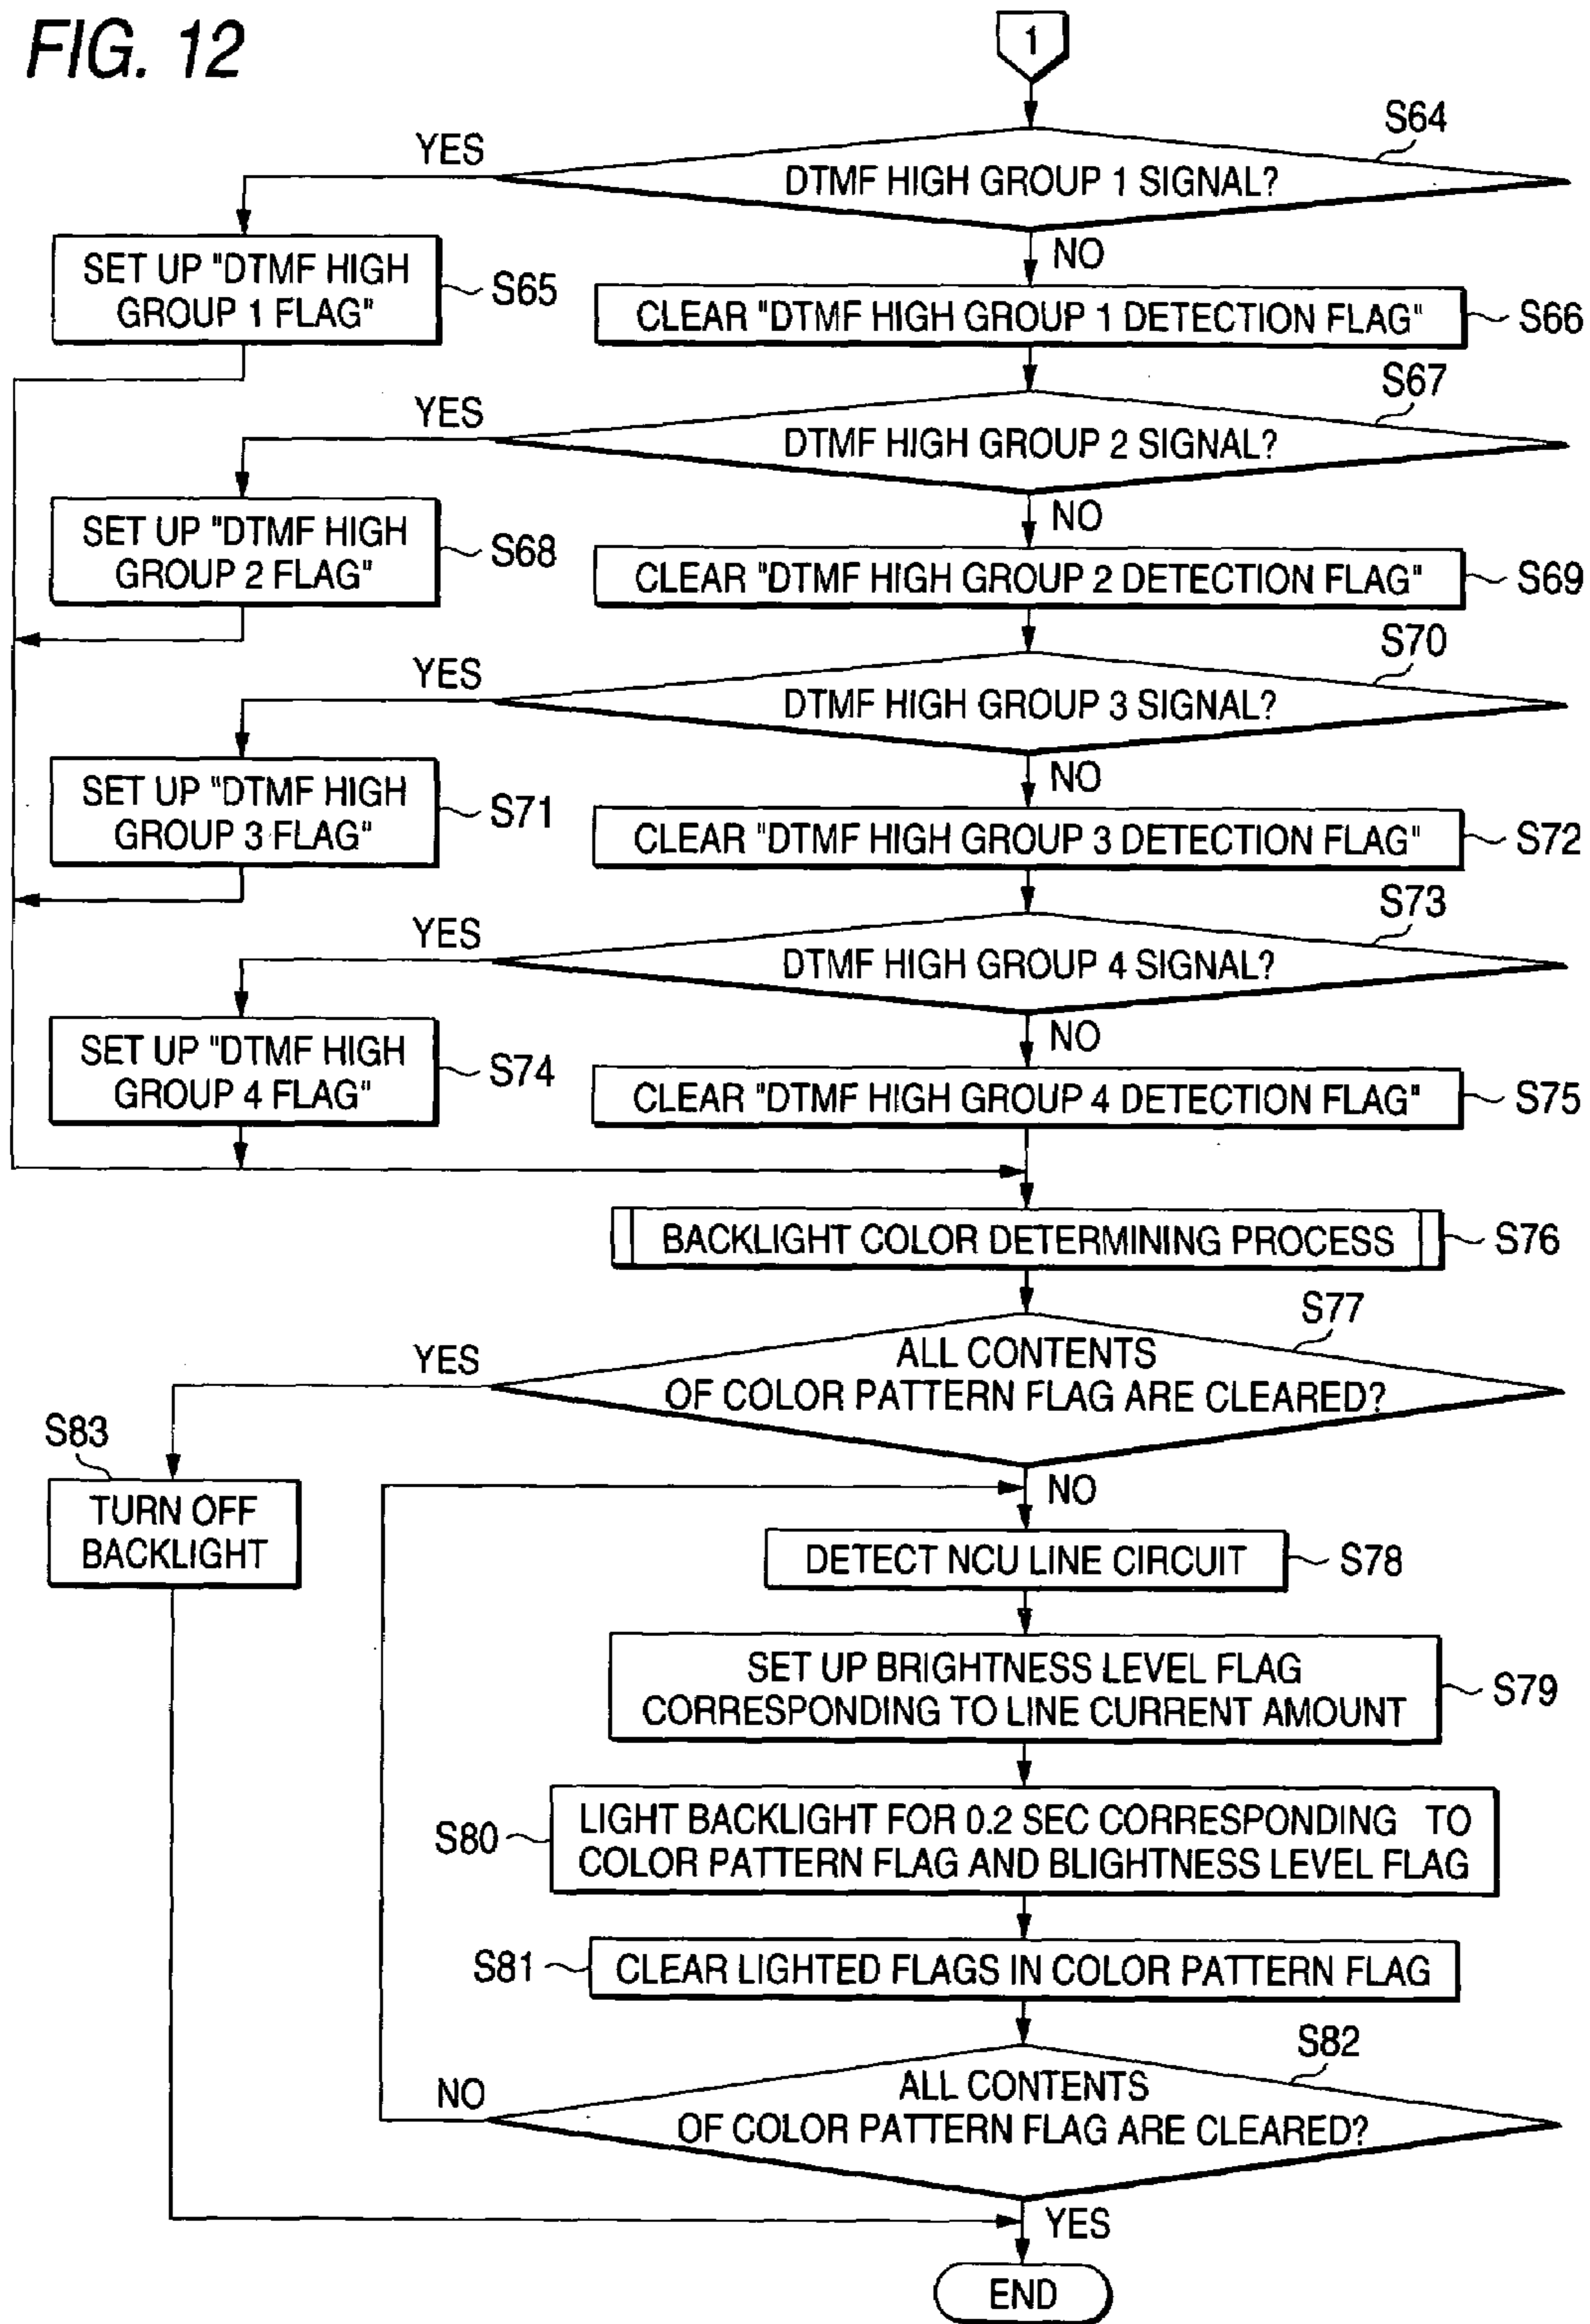 FIG. 12
1
S64
YES
DTMF HIGH GROUP 1 SIGNAL?
NO
SET UP "DTMF HIGH
GROUP 1 FLAG"
S65
CLEAR "DTMF HIGH GROUP 1 DETECTION FLAG"
S66
S67
YES
DTMF HIGH GROUP 2 SIGNAL?
NO
SET UP "DTMF HIGH
GROUP 2 FLAG"
S68
CLEAR "DTMF HIGH GROUP 2 DETECTION FLAG"
S69
S70
YES
DTMF HIGH GROUP 3 SIGNAL?
NO
SET UP "DTMF HIGH
GROUP 3 FLAG"
S71
CLEAR "DTMF HIGH GROUP 3 DETECTION FLAG"
S72
S73
YES
DTMF HIGH GROUP 4 SIGNAL?
NO
SET UP "DTMF HIGH
GROUP 4 FLAG"
S74
CLEAR "DTMF HIGH GROUP 4 DETECTION FLAG"
S75
BACKLIGHT COLOR DETERMINING PROCESS
S76
S77
YES
ALL CONTENTS
OF COLOR PATTERN FLAG ARE CLEARED?
S83
NO
TURN OFF
BACKLIGHT
DETECT NCU LINE CIRCUIT
S78
SET UP BRIGHTNESS LEVEL FLAG
CORRESPONDING TO LINE CURRENT AMOUNT
S79
S80
LIGHT BACKLIGHT FOR 0.2 SEC CORRESPONDING TO
COLOR PATTERN FLAG AND BLIGHTNESS LEVEL FLAG
S81
CLEAR LIGHTED FLAGS IN COLOR PATTERN FLAG
S82
NO
ALL CONTENTS
OF COLOR PATTERN FLAG ARE CLEARED?
YES
END